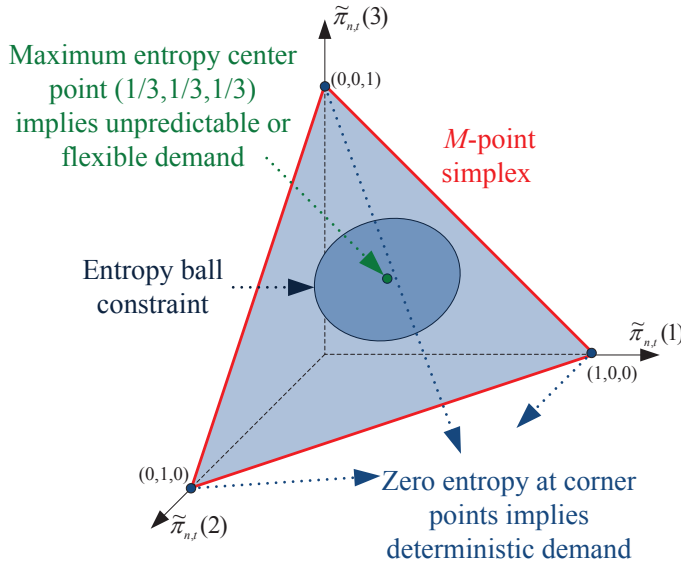 π̃ₙ,ₜ(3)
Maximum entropy center
point (1/3,1/3,1/3)
implies unpredictable or
flexible demand
(0,0,1)
M-point
simplex
Entropy ball
constraint
π̃ₙ,ₜ(1)
(1,0,0)
(0,1,0)
π̃ₙ,ₜ(2)
Zero entropy at corner
points implies
deterministic demand